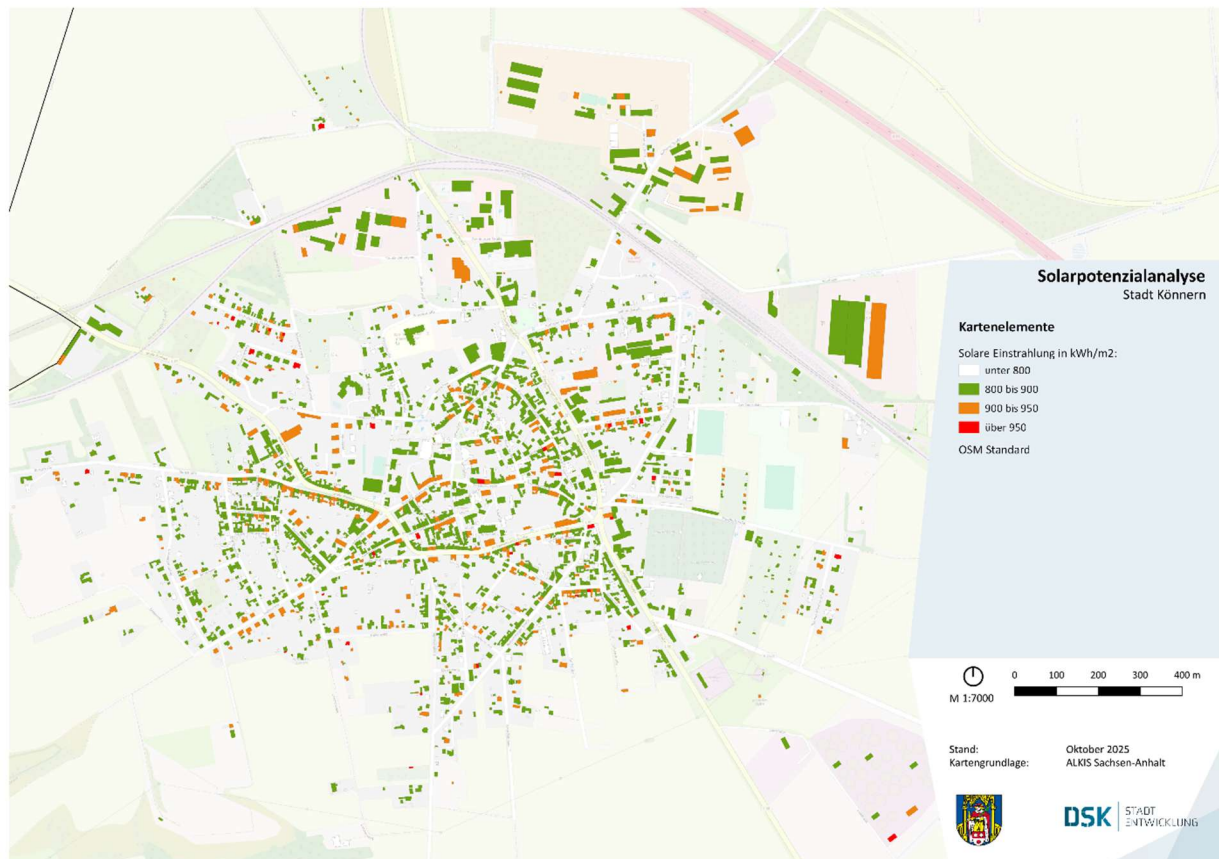 Solarpotenzialanalyse
Stadt Könnern
Kartenelemente
Solare Einstrahlung in kWh/m2:
unter 800
800 bis 900
900 bis 950
über 950
OSM Standard
M 1:7000
0 100 200 300 400 m
Stand: Oktober 2025
Kartengrundlage: ALKIS Sachsen-Anhalt
DSK STADT
ENTWICKLUNG